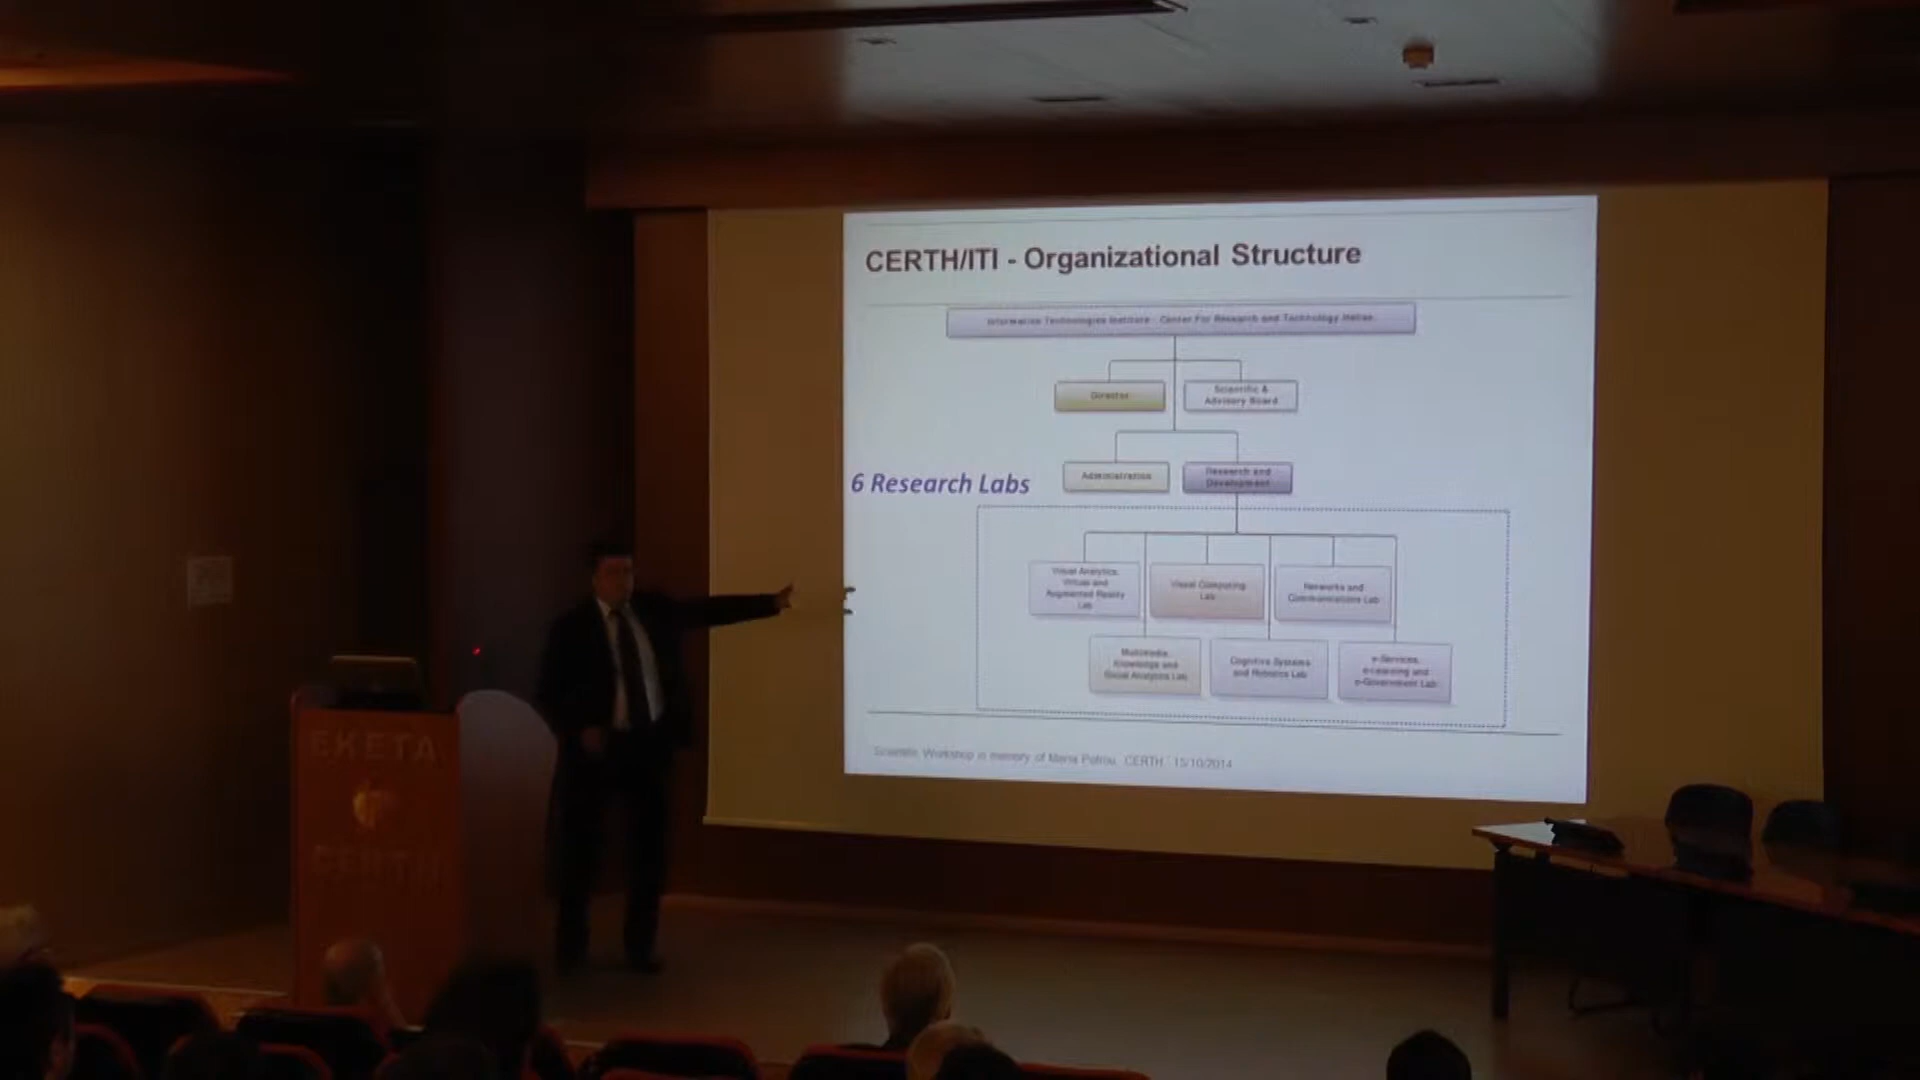 CERTH/ITI - Organizational Structure
Information Technologies Institute - Center For Research and Technology Hellas
Director
Scientific &
Advisory Board
6 Research Labs
Administration
Research and
Development
Visual Analytics,
Virtual and
Augmented Reality
Lab
Visual Computing
Lab
Networks and
Communications Lab
Multimedia,
Knowledge and
Social Analytics Lab
Cognitive Systems
and Robotics Lab
e-Services,
e-Learning and
e-Government Lab
Scientific Workshop in memory of Maria Petrou, CERTH 15/10/2014
EKETA
CERTH